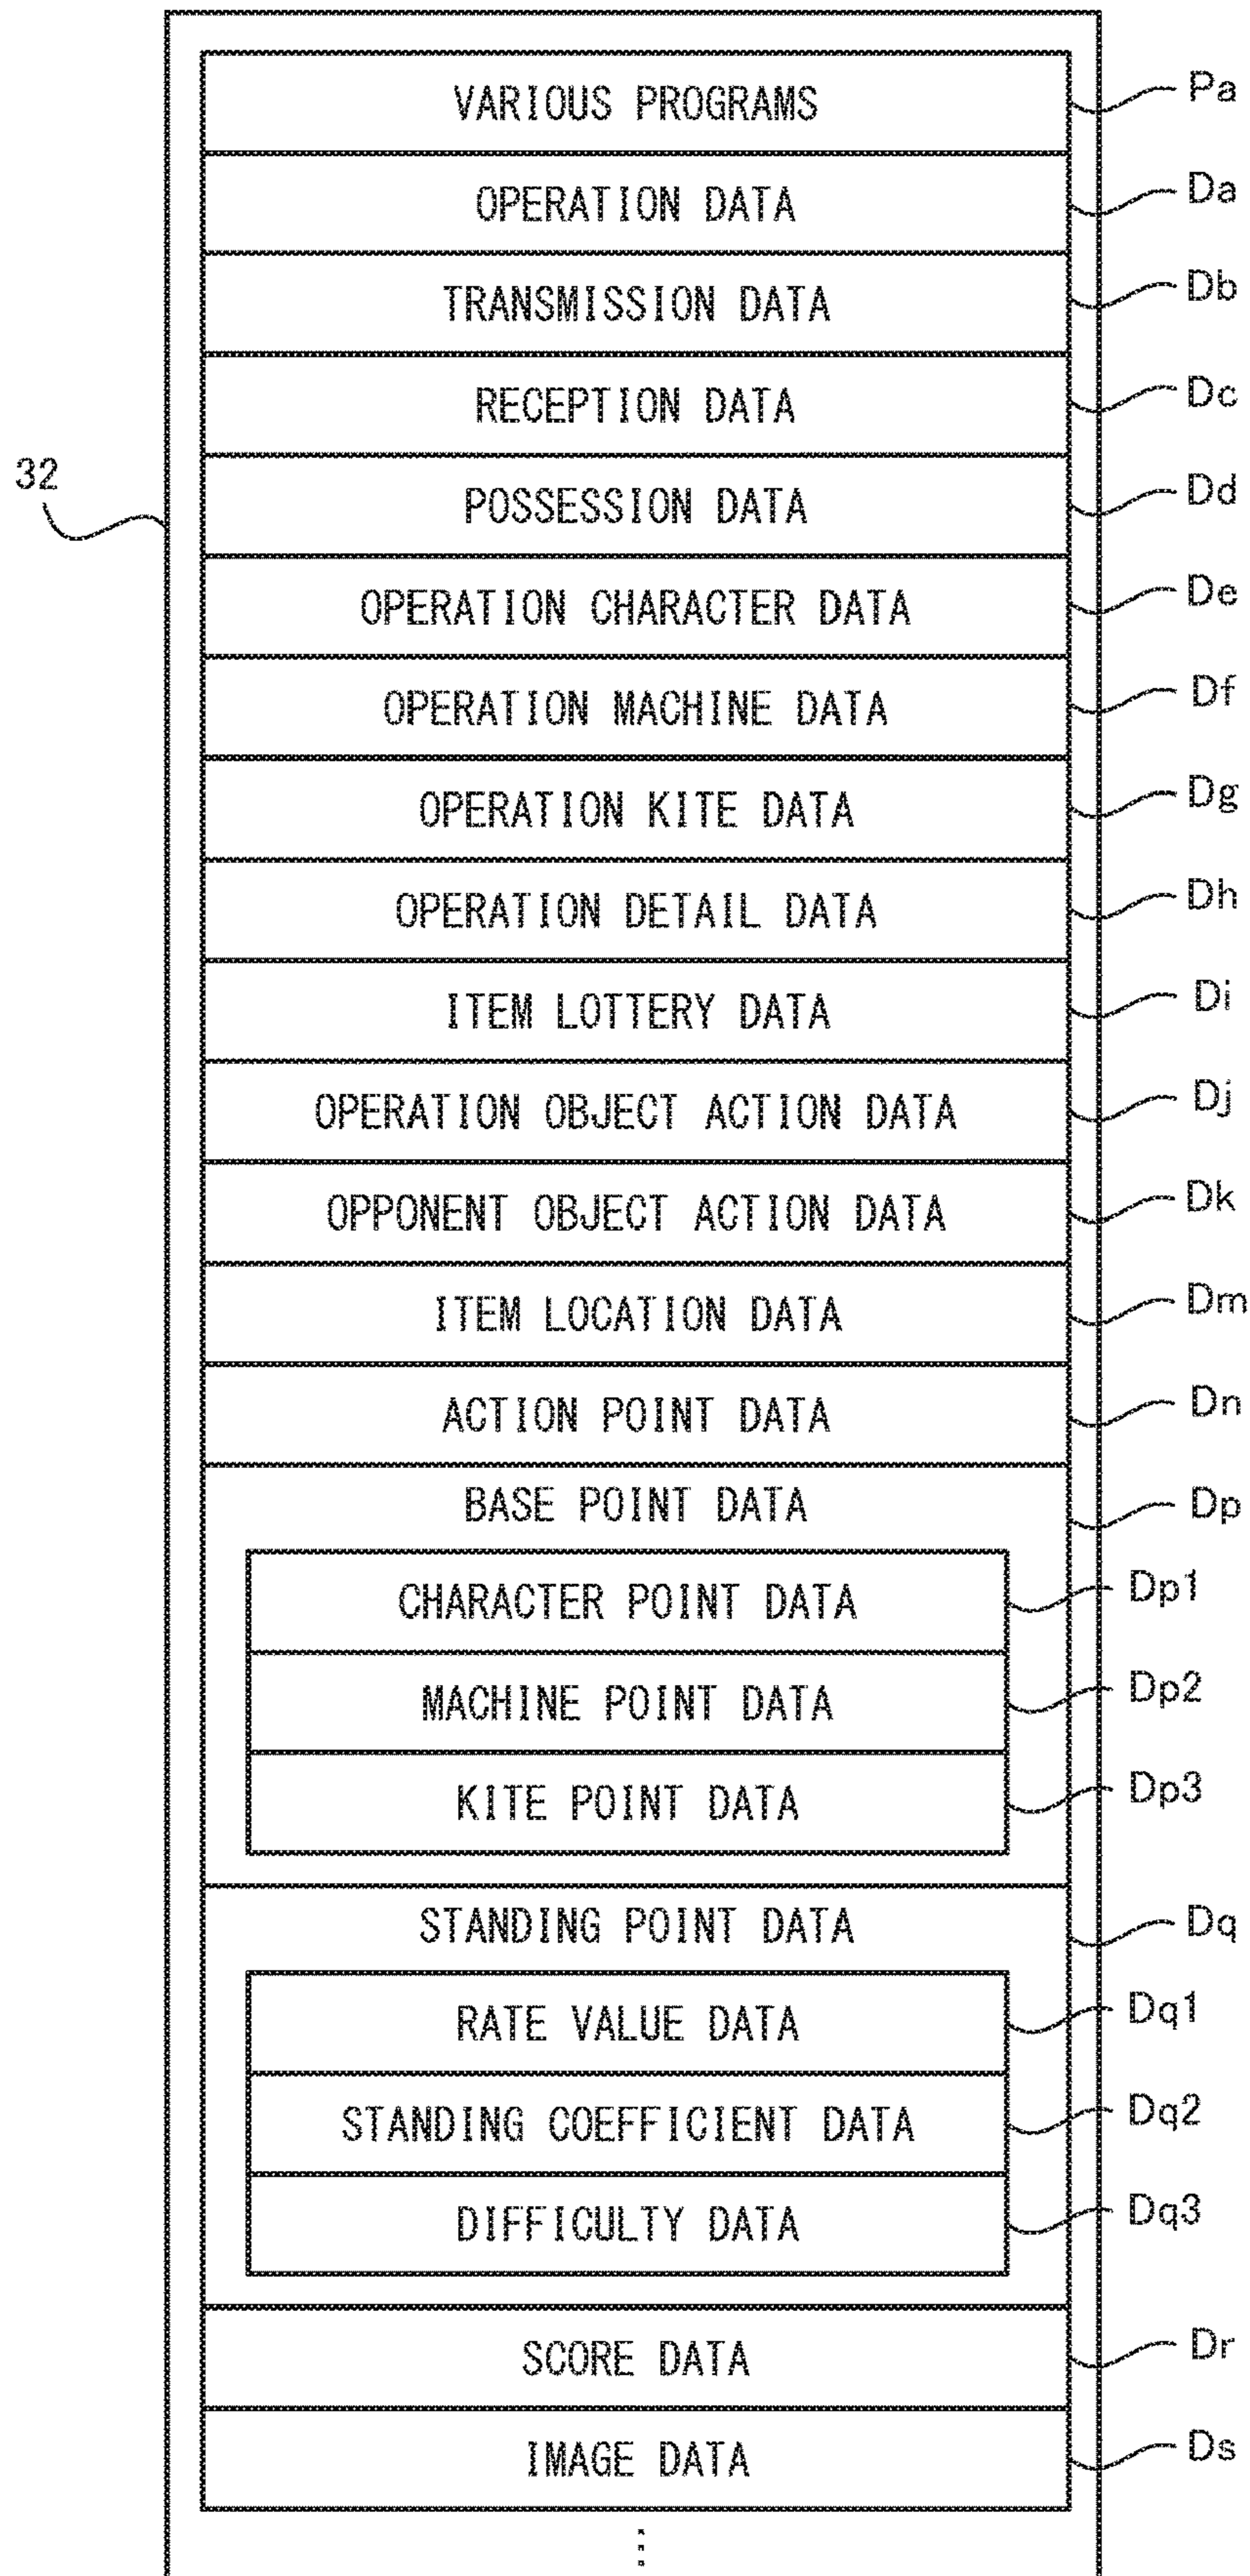 VARIOUS PROGRAMS Pa
OPERATION DATA Da
TRANSMISSION DATA Db
RECEPTION DATA Dc
32
POSSESSION DATA Dd
OPERATION CHARACTER DATA De
OPERATION MACHINE DATA Df
OPERATION KITE DATA Dg
OPERATION DETAIL DATA Dh
ITEM LOTTERY DATA Di
OPERATION OBJECT ACTION DATA Dj
OPPONENT OBJECT ACTION DATA Dk
ITEM LOCATION DATA Dm
ACTION POINT DATA Dn
BASE POINT DATA Dp
CHARACTER POINT DATA Dp1
MACHINE POINT DATA Dp2
KITE POINT DATA Dp3
STANDING POINT DATA Dq
RATE VALUE DATA Dq1
STANDING COEFFICIENT DATA Dq2
DIFFICULTY DATA Dq3
SCORE DATA Dr
IMAGE DATA Ds